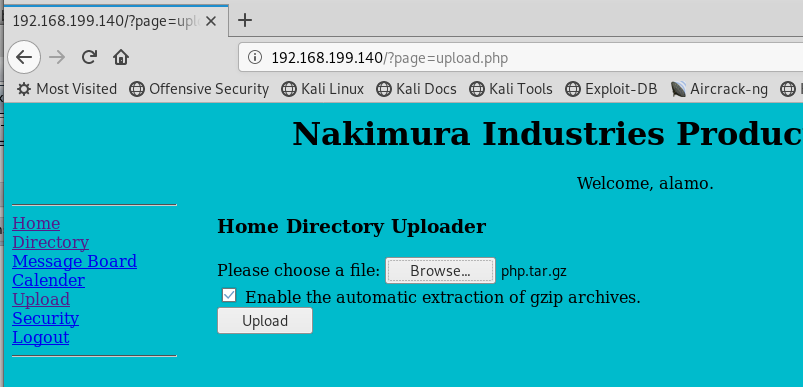 192.168.199.140/?page=upl
192.168.199.140/?page=upload.php
Most Visited Offensive Security Kali Linux Kali Docs Kali Tools Exploit-DB Aircrack-ng
Nakimura Industries Produc
Welcome, alamo.
Home
Directory
Message Board
Calender
Upload
Security
Logout
Home Directory Uploader
Please choose a file: Browse... php.tar.gz
Enable the automatic extraction of gzip archives.
Upload